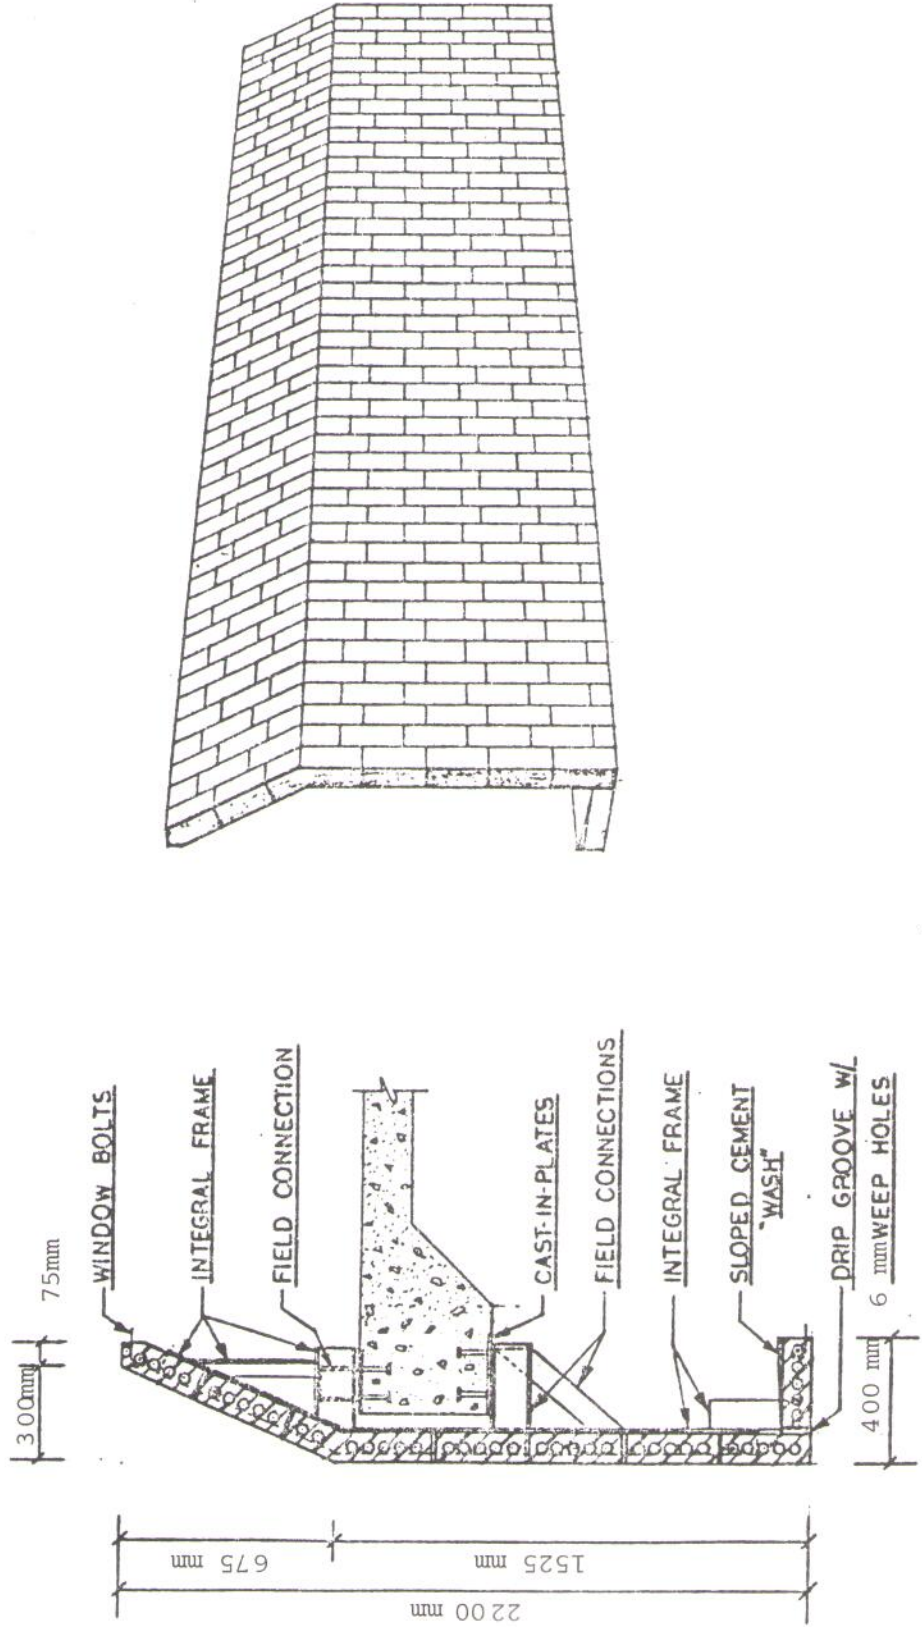 75mm
300mm
WINDOW BOLTS
INTEGRAL FRAME
FIELD CONNECTION
CAST-IN-PLATES
FIELD CONNECTIONS
INTEGRAL FRAME
SLOPED CEMENT
"WASH"
DRIP GROOVE W/
6 mm WEEP HOLES
400 mm
675 mm
1525 mm
2200 mm